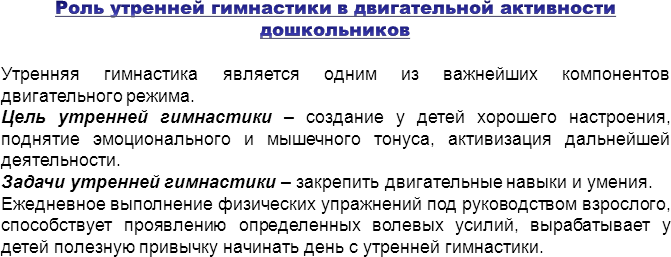 Роль утренней гимнастики в двигательной активности
дошкольников
Утренняя гимнастика является одним из важнейших компонентов
двигательного режима.
Цель утренней гимнастики – создание у детей хорошего настроения,
поднятие эмоционального и мышечного тонуса, активизация дальнейшей
деятельности.
Задачи утренней гимнастики – закрепить двигательные навыки и умения.
Ежедневное выполнение физических упражнений под руководством взрослого,
способствует проявлению определенных волевых усилий, вырабатывает у
детей полезную привычку начинать день с утренней гимнастики.